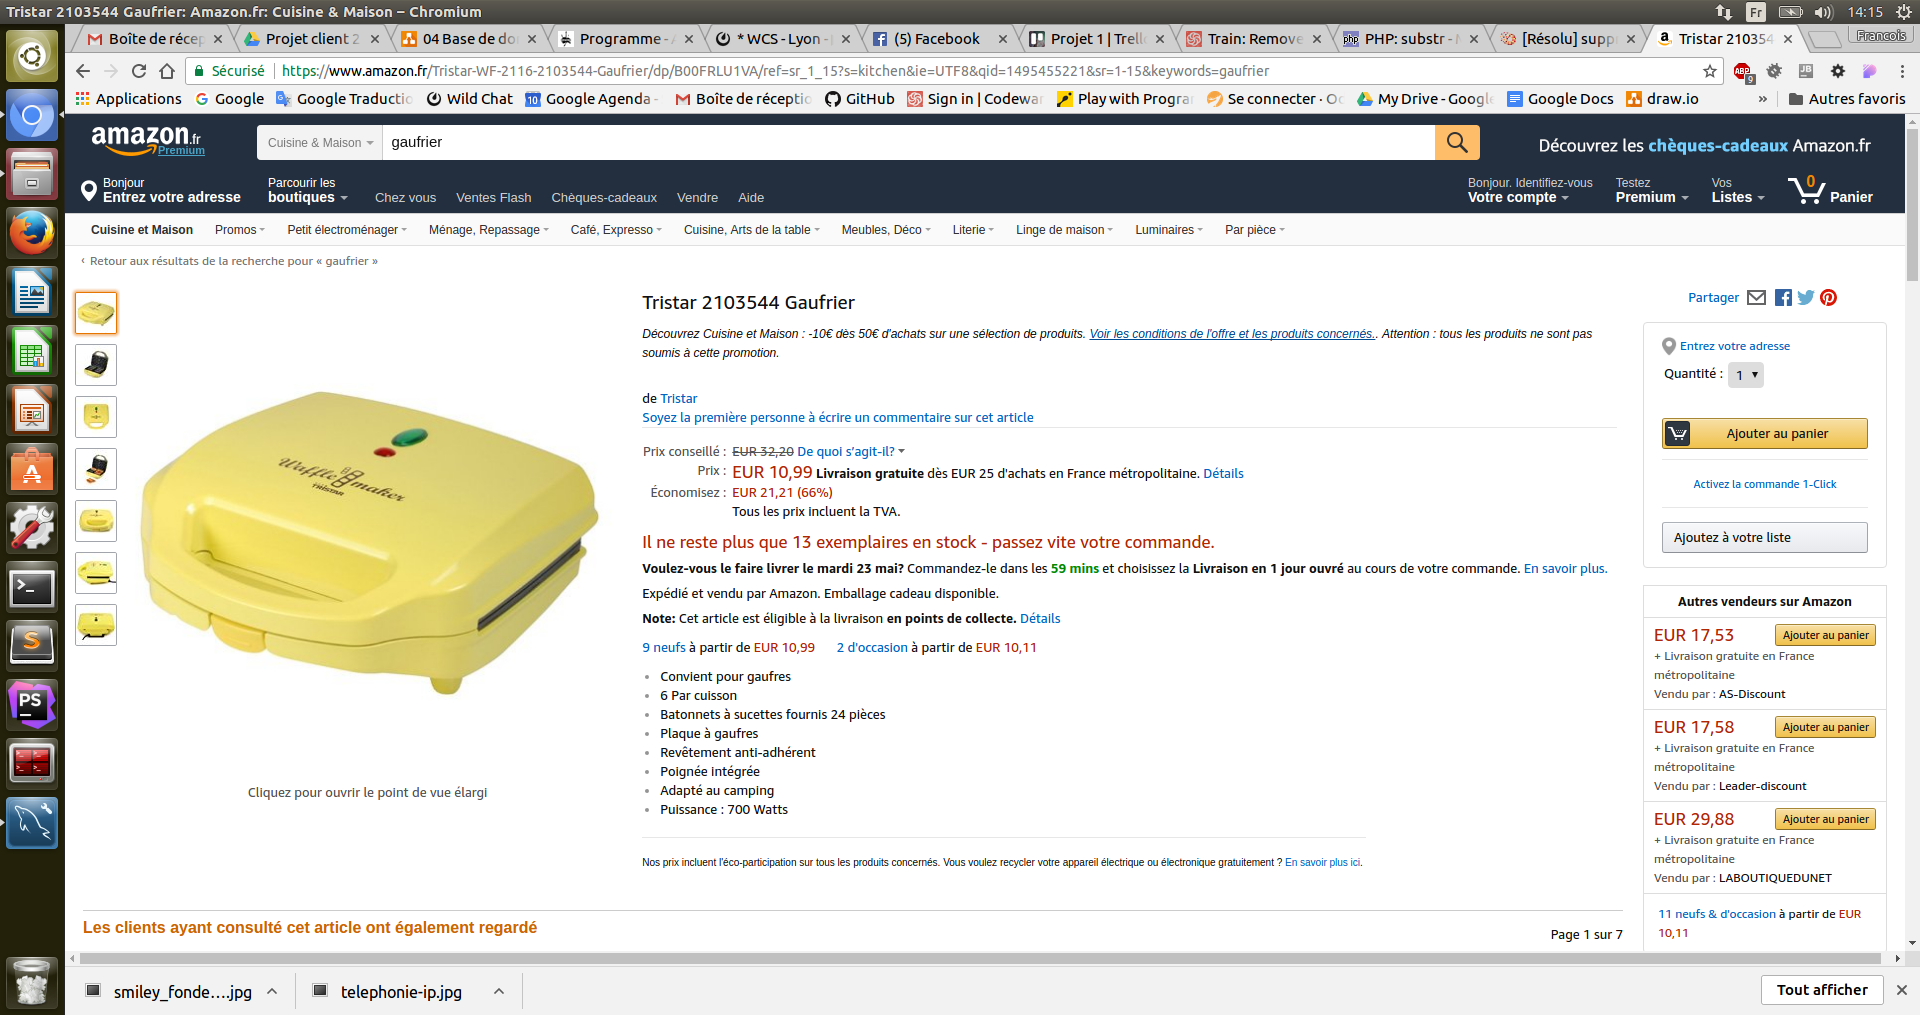 Tristar 2103544 Gaufrier: Amazon.fr: Cuisine & Maison – Chromium
Fr
14:15
Boîte de récep
Projet client 2
04 Base de do
Programme - A
* WCS - Lyon -
(5) Facebook
Projet 1 | Trell
Train: Remove
PHP: substr - M
[Résolu] supp
Tristar 21035
Francois
Sécurisé
https://www.amazon.fr/Tristar-WF-2116-2103544-Gaufrier/dp/B00FRLU1VA/ref=sr_1_15?s=kitchen&ie=UTF8&qid=1495455221&sr=1-15&keywords=gaufrier
9
Applications
Google
Google Traductio
Wild Chat
Google Agenda -
Boîte de réceptio
GitHub
Sign in | Codewar
Play with Progra
Se connecter · Oc
My Drive - Google
Google Docs
draw.io
»
Autres favoris
amazon.fr
Premium
Cuisine & Maison
gaufrier
Découvrez les chèques-cadeaux Amazon.fr
Bonjour
Entrez votre adresse
Parcourir les
boutiques
Chez vous
Ventes Flash
Chèques-cadeaux
Vendre
Aide
Bonjour. Identifiez-vous
Votre compte
Testez
Premium
Vos
Listes
0
Panier
Cuisine et Maison
Promos
Petit électroménager
Ménage, Repassage
Café, Expresso
Cuisine, Arts de la table
Meubles, Déco
Literie
Linge de maison
Luminaires
Par pièce
‹ Retour aux résultats de la recherche pour « gaufrier »
Waffle maker
TRISTAR
Cliquez pour ouvrir le point de vue élargi
Tristar 2103544 Gaufrier
Découvrez Cuisine et Maison : -10€ dès 50€ d'achats sur une sélection de produits. Voir les conditions de l'offre et les produits concernés.. Attention : tous les produits ne sont pas
soumis à cette promotion.
de Tristar
Soyez la première personne à écrire un commentaire sur cet article
Prix conseillé : EUR 32,20 De quoi s'agit-il?
Prix : EUR 10,99 Livraison gratuite dès EUR 25 d'achats en France métropolitaine. Détails
Économisez : EUR 21,21 (66%)
Tous les prix incluent la TVA.
Il ne reste plus que 13 exemplaires en stock - passez vite votre commande.
Voulez-vous le faire livrer le mardi 23 mai? Commandez-le dans les 59 mins et choisissez la Livraison en 1 jour ouvré au cours de votre commande. En savoir plus.
Expédié et vendu par Amazon. Emballage cadeau disponible.
Note: Cet article est éligible à la livraison en points de collecte. Détails
9 neufs à partir de EUR 10,99 2 d'occasion à partir de EUR 10,11
Convient pour gaufres
6 Par cuisson
Batonnets à sucettes fournis 24 pièces
Plaque à gaufres
Revêtement anti-adhérent
Poignée intégrée
Adapté au camping
Puissance : 700 Watts
Nos prix incluent l'éco-participation sur tous les produits concernés. Vous voulez recycler votre appareil électrique ou électronique gratuitement ? En savoir plus ici.
Partager
Entrez votre adresse
Quantité : 1
Ajouter au panier
Activez la commande 1-Click
Ajoutez à votre liste
Autres vendeurs sur Amazon
EUR 17,53
Ajouter au panier
+ Livraison gratuite en France
métropolitaine
Vendu par : AS-Discount
EUR 17,58
Ajouter au panier
+ Livraison gratuite en France
métropolitaine
Vendu par : Leader-discount
EUR 29,88
Ajouter au panier
+ Livraison gratuite en France
métropolitaine
Vendu par : LABOUTIQUEDUNET
11 neufs & d'occasion à partir de EUR
10,11
Les clients ayant consulté cet article ont également regardé
Page 1 sur 7
smiley_fonde....jpg
telephonie-ip.jpg
Tout afficher